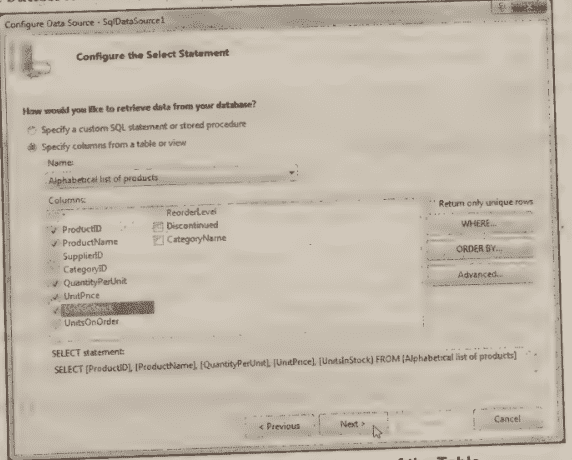 Configure Data Source - SqlDataSource1
Configure the Select Statement
How would you like to retrieve data from your database?
Specify a custom SQL statement or stored procedure
Specify columns from a table or view
Name:
Alphabetical list of products
Columns:
ReorderLevel
Return only unique rows
ProductID
Discontinued
WHERE...
ProductName
CategoryName
SupplierID
ORDER BY...
CategoryID
QuantityPerUnit
Advanced...
UnitPrice
UnitsOnOrder
SELECT statement:
SELECT [ProductID], [ProductName], [QuantityPerUnit], [UnitPrice], [UnitsInStock] FROM [Alphabetical list of products]
< Previous
Next >
Cancel
of the Table